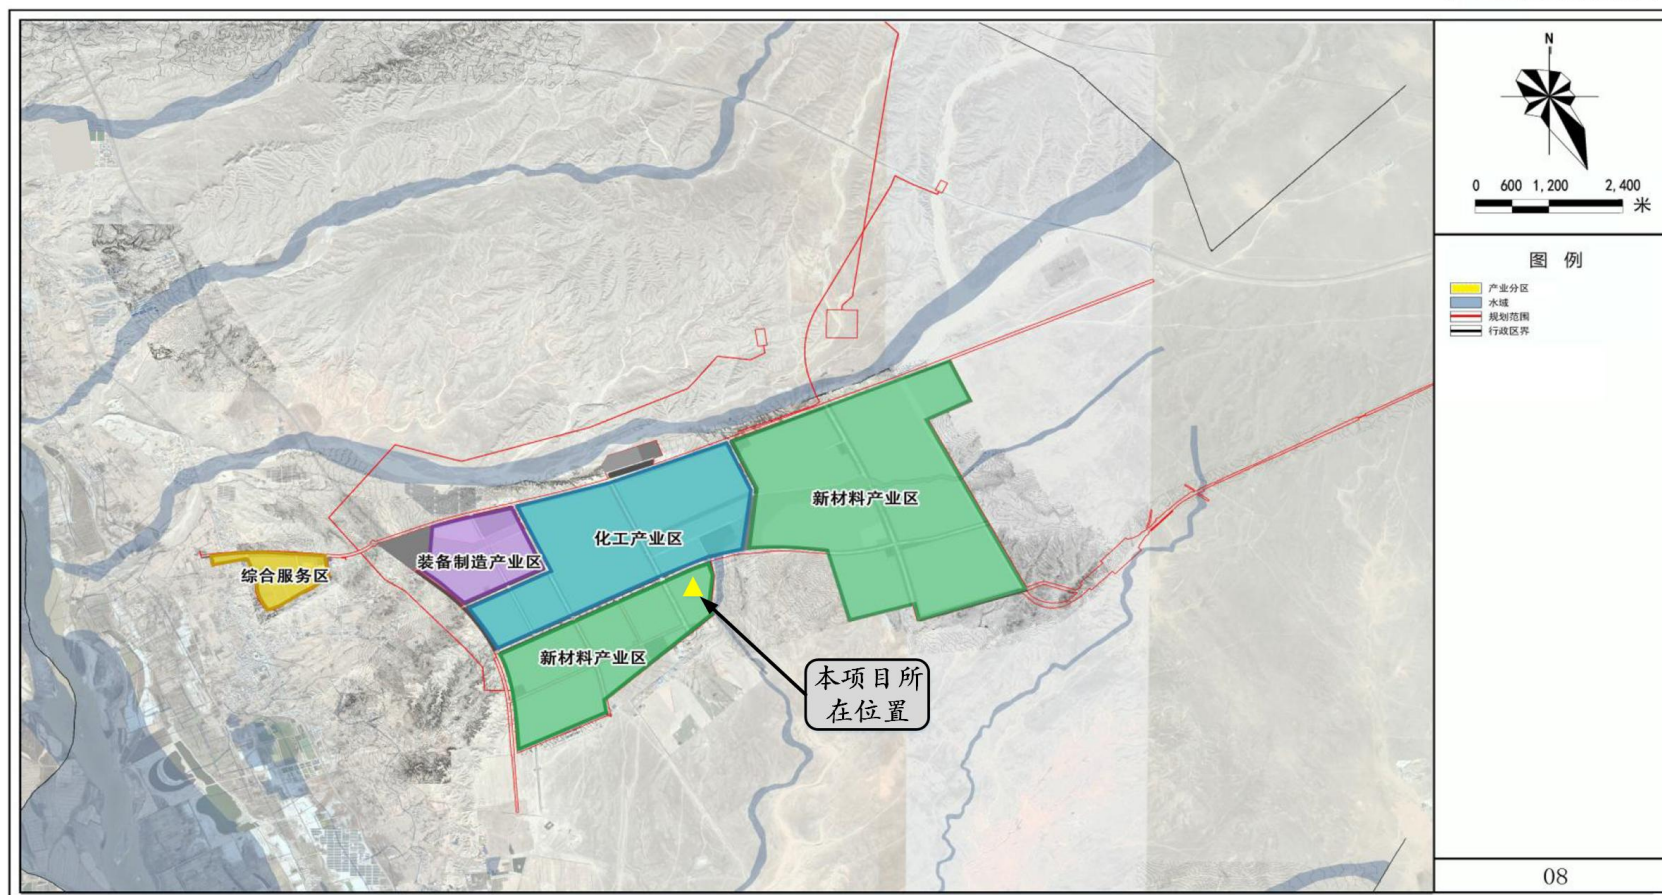 N
0 600 1,200 2,400
米
图 例
产业分区
水域
规划范围
行政区界
新材料产业区
化工产业区
装备制造产业区
综合服务区
新材料产业区
本项目所
在位置
08